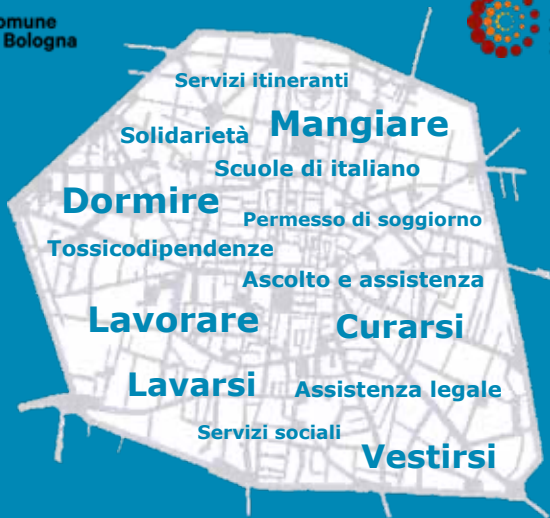 omune
Bologna
Servizi itineranti
Solidarietà Mangiare
Scuole di italiano
Dormire
Permesso di soggiorno
Tossicodipendenze
Ascolto e assistenza
Lavorare Curarsi
Lavarsi Assistenza legale
Servizi sociali
Vestirsi